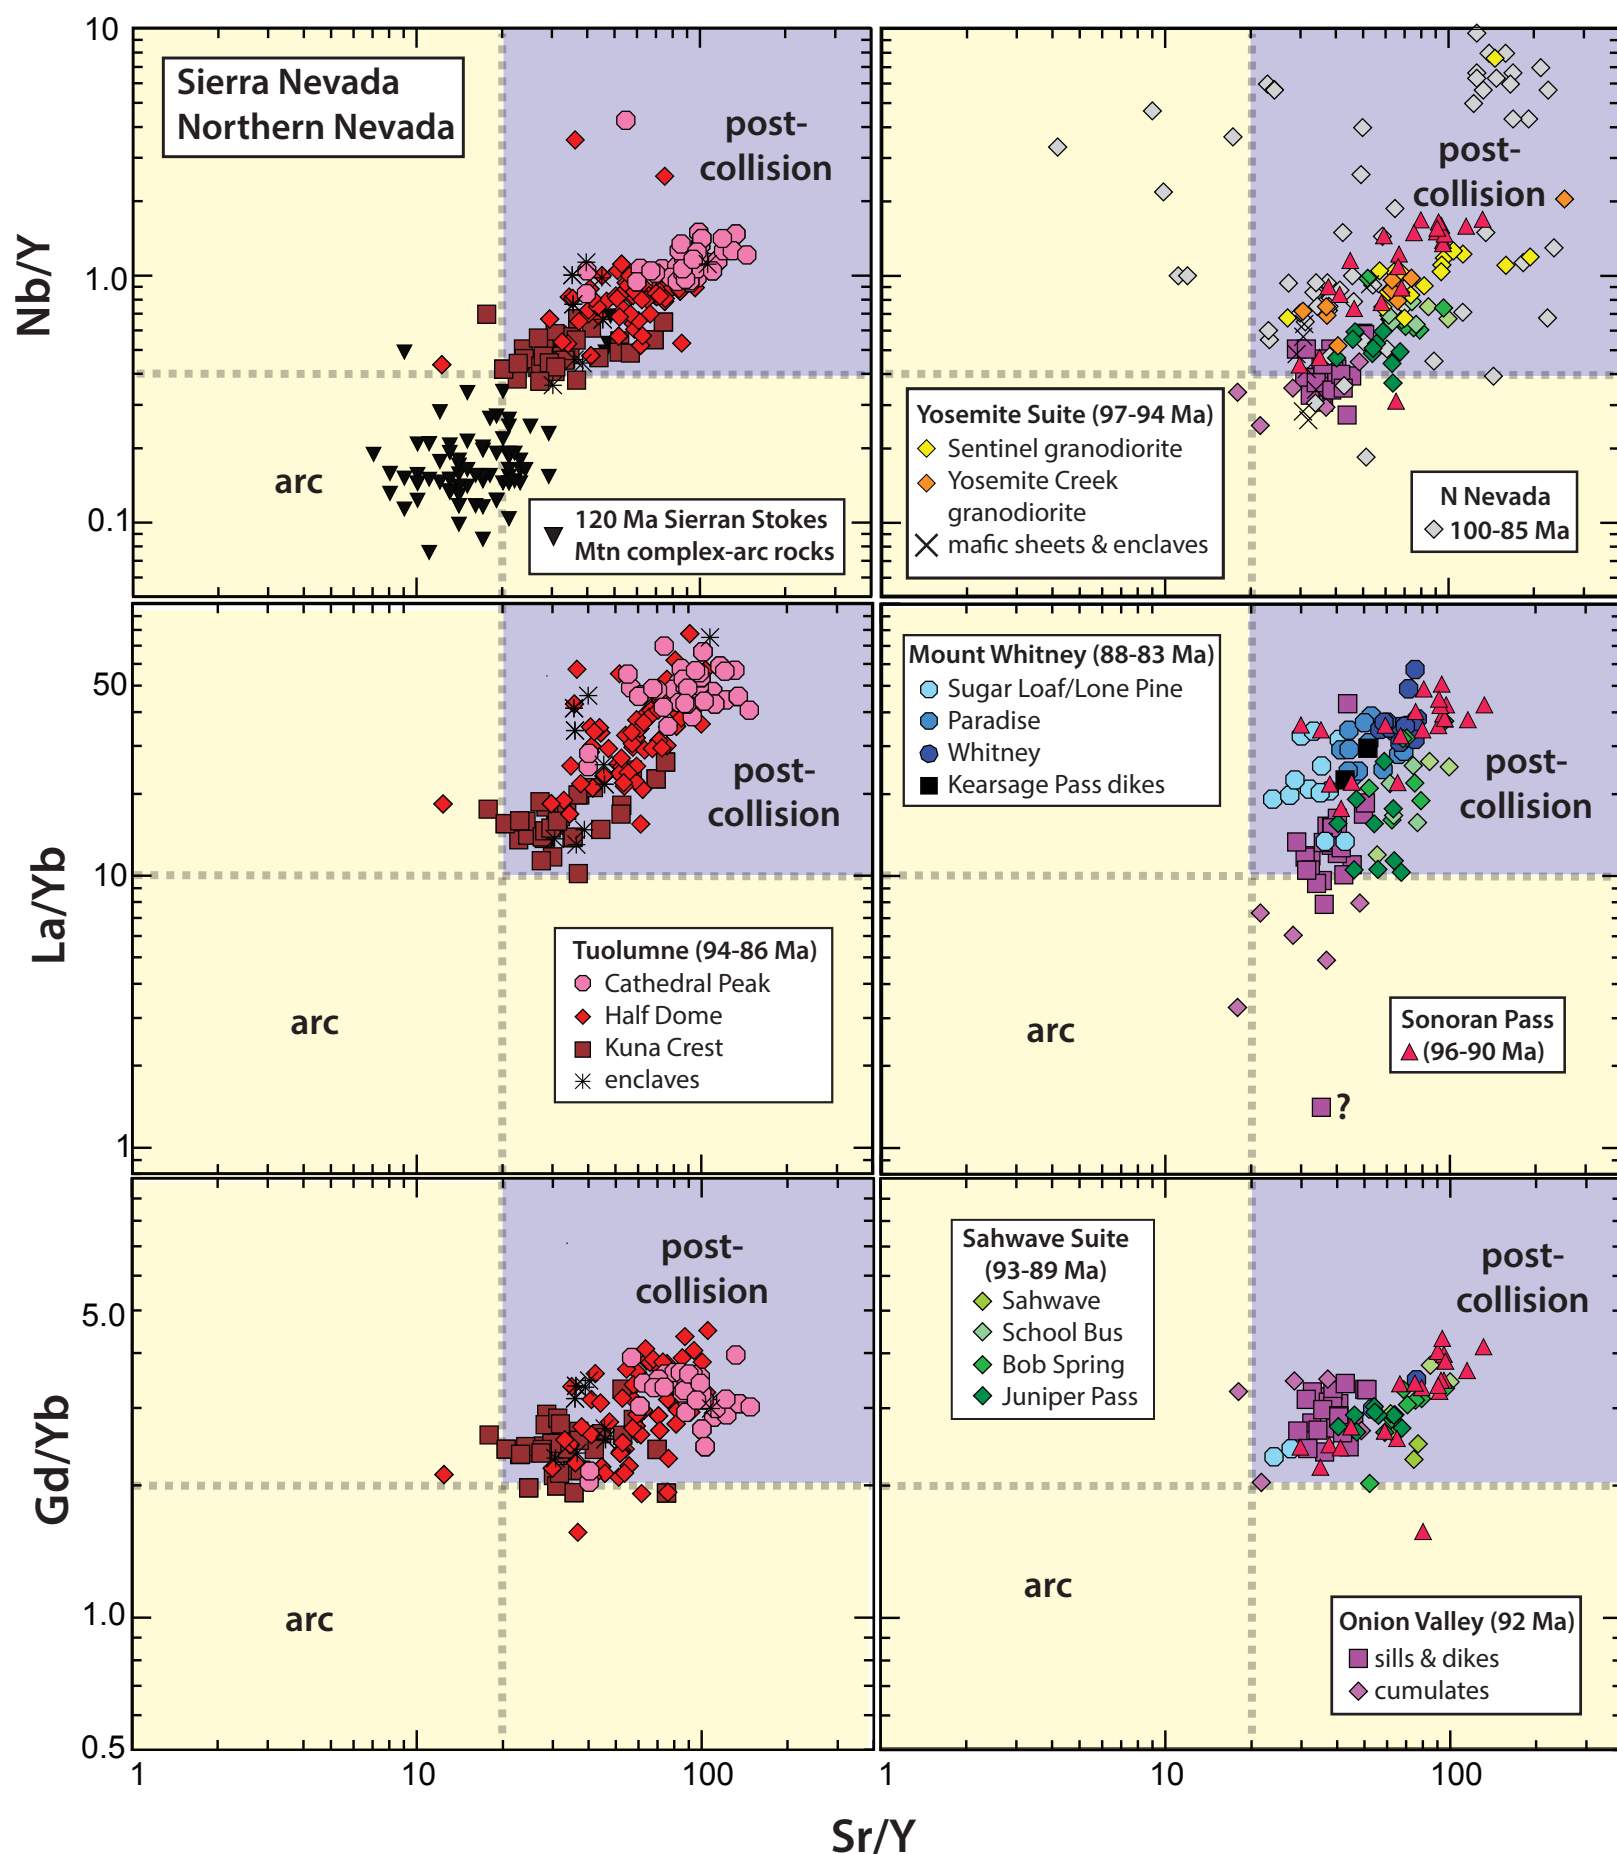 Sierra Nevada
Northern Nevada
post-
collision
arc
120 Ma Sierran Stokes
Mtn complex-arc rocks
10
1.0
0.1
Nb/Y
post-
collision
Yosemite Suite (97-94 Ma)
Sentinel granodiorite
Yosemite Creek
granodiorite
mafic sheets & enclaves
N Nevada
100-85 Ma
50
10
1
La/Yb
post-
collision
arc
Tuolumne (94-86 Ma)
Cathedral Peak
Half Dome
Kuna Crest
enclaves
Mount Whitney (88-83 Ma)
Sugar Loaf/Lone Pine
Paradise
Whitney
Kearsage Pass dikes
post-
collision
arc
Sonoran Pass
(96-90 Ma)
?
5.0
1.0
0.5
Gd/Yb
post-
collision
arc
Sahwave Suite
(93-89 Ma)
Sahwave
School Bus
Bob Spring
Juniper Pass
post-
collision
arc
Onion Valley (92 Ma)
sills & dikes
cumulates
1 10 100 1 10 100
Sr/Y